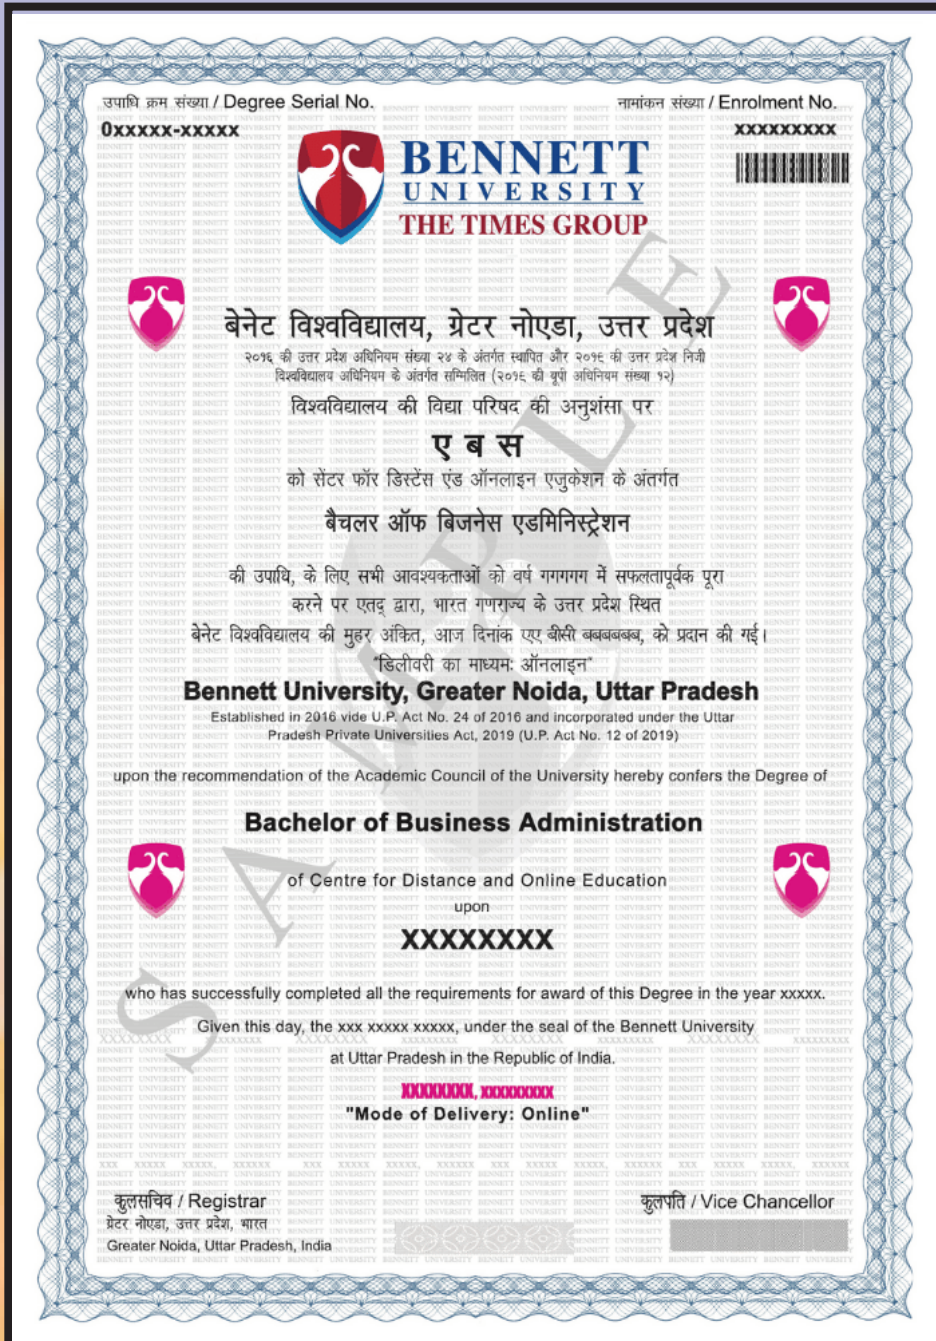 उपाधि क्रम संख्या / Degree Serial No.
0xxxxx-xxxxx
नामांकन संख्या / Enrolment No.
xxxxxxxxx
BENNETT
UNIVERSITY
THE TIMES GROUP
बेनेट विश्वविद्यालय, ग्रेटर नोएडा, उत्तर प्रदेश
२०१६ की उत्तर प्रदेश अधिनियम संख्या २४ के अंतर्गत स्थापित और २०१९ की उत्तर प्रदेश निजी
विश्वविद्यालय अधिनियम के अंतर्गत सम्मिलित (२०१९ की यूपी अधिनियम संख्या १२)
विश्वविद्यालय की विद्या परिषद की अनुशंसा पर
ए ब स
को सेंटर फॉर डिस्टेंस एंड ऑनलाइन एजुकेशन के अंतर्गत
बैचलर ऑफ बिजनेस एडमिनिस्ट्रेशन
की उपाधि, के लिए सभी आवश्यकताओं को वर्ष गगगगग में सफलतापूर्वक पूरा
करने पर एतद् द्वारा, भारत गणराज्य के उत्तर प्रदेश स्थित
बेनेट विश्वविद्यालय की मुहर अंकित, आज दिनांक एए बीसी बबबबबब, को प्रदान की गई।
"डिलीवरी का माध्यमः ऑनलाइन"
Bennett University, Greater Noida, Uttar Pradesh
Established in 2016 vide U.P. Act No. 24 of 2016 and incorporated under the Uttar
Pradesh Private Universities Act, 2019 (U.P. Act No. 12 of 2019)
upon the recommendation of the Academic Council of the University hereby confers the Degree of
Bachelor of Business Administration
of Centre for Distance and Online Education
upon
XXXXXXXX
who has successfully completed all the requirements for award of this Degree in the year xxxxx.
Given this day, the xxx xxxxx xxxxx, under the seal of the Bennett University
at Uttar Pradesh in the Republic of India.
XXXXXXXX, XXXXXXXXX
"Mode of Delivery: Online"
कुलसचिव / Registrar
ग्रेटर नोएडा, उत्तर प्रदेश, भारत
Greater Noida, Uttar Pradesh, India
कुलपति / Vice Chancellor
SAMPLE